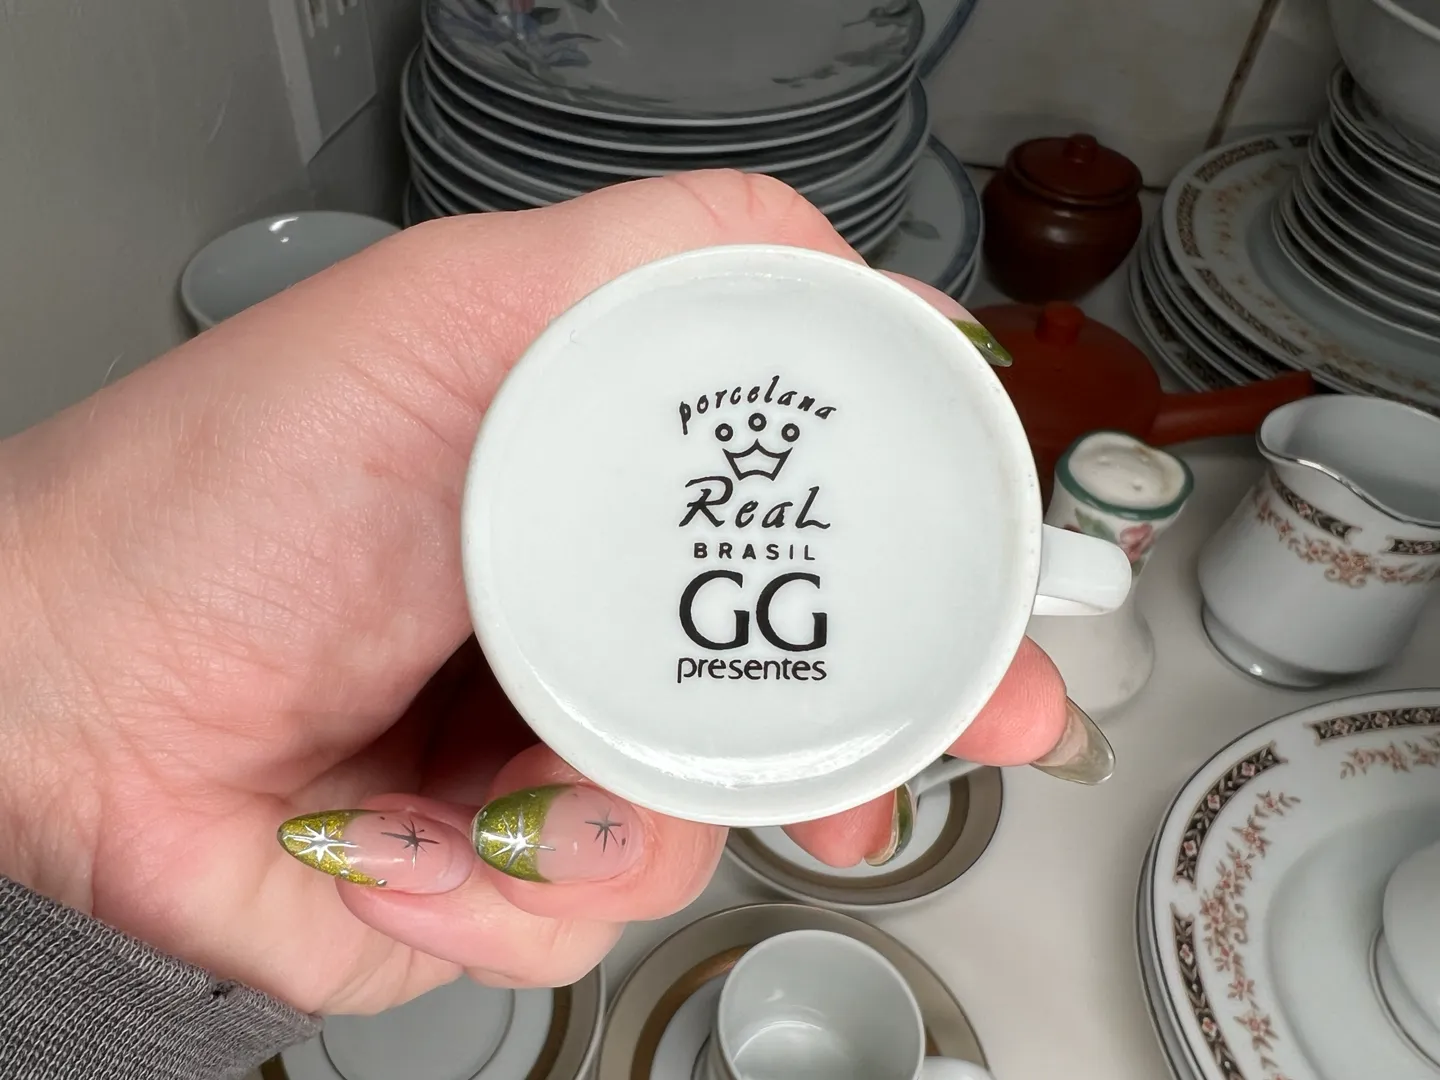 porcelana
Real
BRASIL
GG
presentes